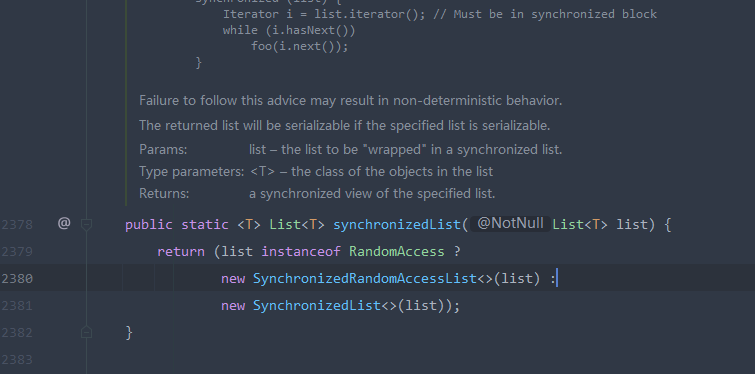 synchronized (list) {
Iterator i = list.iterator(); // Must be in synchronized block
while (i.hasNext())
foo(i.next());
}
Failure to follow this advice may result in non-deterministic behavior.
The returned list will be serializable if the specified list is serializable.
Params: list – the list to be "wrapped" in a synchronized list.
Type parameters: <T> – the class of the objects in the list
Returns: a synchronized view of the specified list.
2378 @ public static <T> List<T> synchronizedList( @NotNull List<T> list) {
2379 return (list instanceof RandomAccess ?
2380 new SynchronizedRandomAccessList<>(list) :
2381 new SynchronizedList<>(list));
2382 }
2383